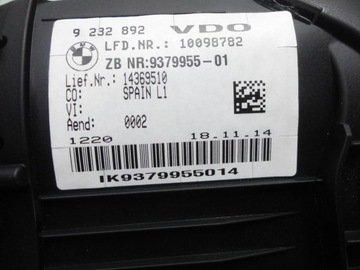 9 232 892 VDO
LFD.NR.: 10098782
ZB NR:9379955-01
Lief.Nr.: 14369510
CO: SPAIN L1
VI:
Aend: 0002
1220 18.11.14
IK9379955014